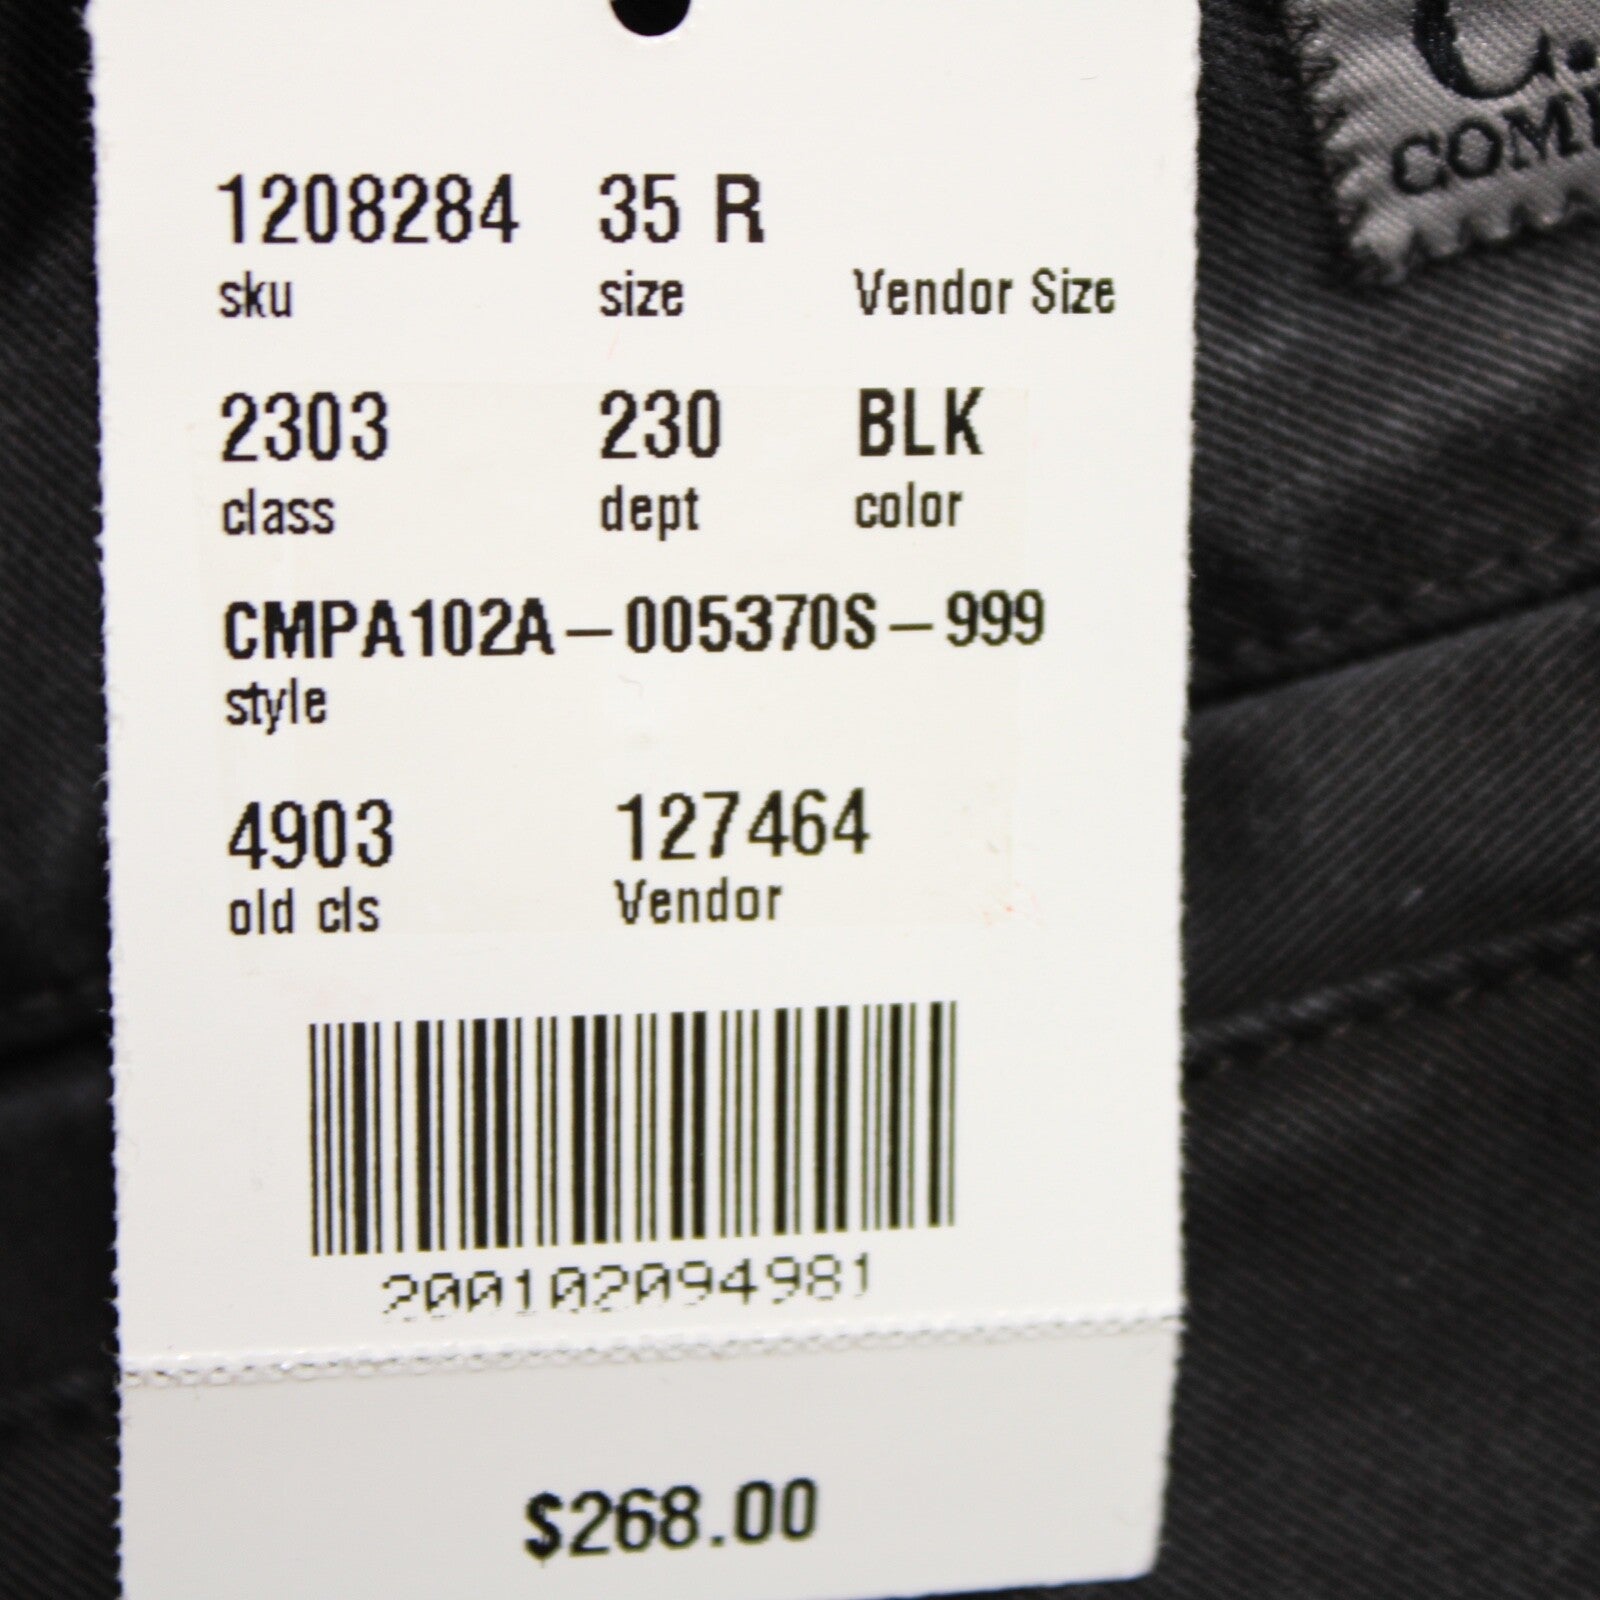 1208284 35 R
sku size Vendor Size
2303 230 BLK
class dept color
CMPA102A-005370S-999
style
4903 127464
old cls Vendor
200102094981
$268.00
C.